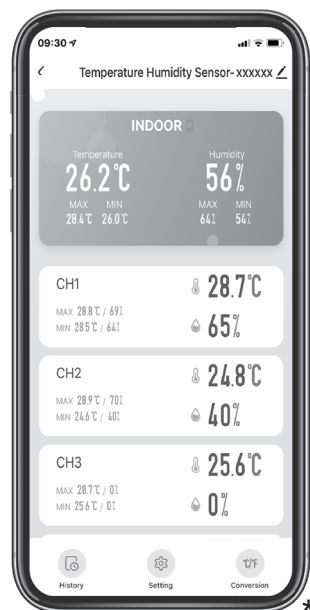 09:30
Temperature Humidity Sensor- xxxxxx
INDOOR
Temperature Humidity
26.2℃ 56%
MAX MIN MAX MIN
28.4℃ 26.0℃ 64% 54%
CH1 28.7℃
MAX 28.8℃ / 69%
MIN 28.5℃ / 64% 65%
CH2 24.8℃
MAX 28.9℃ / 70%
MIN 24.6℃ / 40% 40%
CH3 25.6℃
MAX 28.7℃ / 0%
MIN 25.6℃ / 0% 0%
℃/℉
History Setting Conversion
*